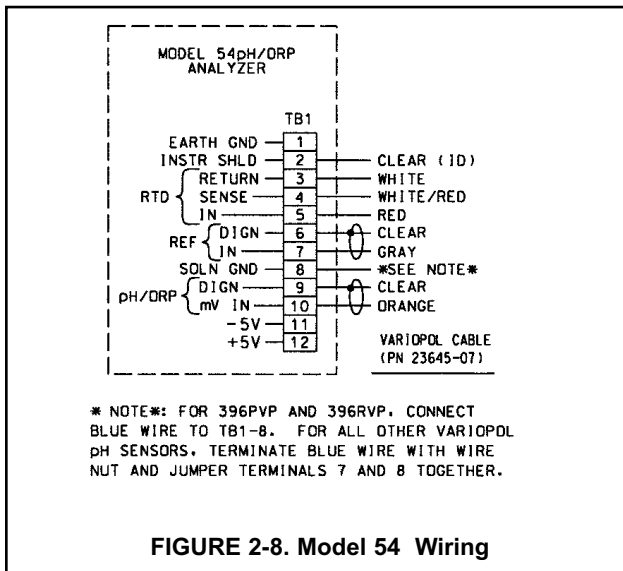 MODEL 54pH/ORP
ANALYZER
TB1
EARTH GND 1
INSTR SHLD 2 CLEAR (ID)
RETURN 3 WHITE
RTD SENSE 4 WHITE/RED
IN 5 RED
REF DIGN 6 CLEAR
IN 7 GRAY
SOLN GND 8 *SEE NOTE*
pH/ORP DIGN 9 CLEAR
mV IN 10 ORANGE
-5V 11
+5V 12
VARIOPOL CABLE
(PN 23645-07)
* NOTE*: FOR 396PVP AND 396RVP, CONNECT
BLUE WIRE TO TB1-8. FOR ALL OTHER VARIOPOL
pH SENSORS, TERMINATE BLUE WIRE WITH WIRE
NUT AND JUMPER TERMINALS 7 AND 8 TOGETHER.
FIGURE 2-8. Model 54 Wiring